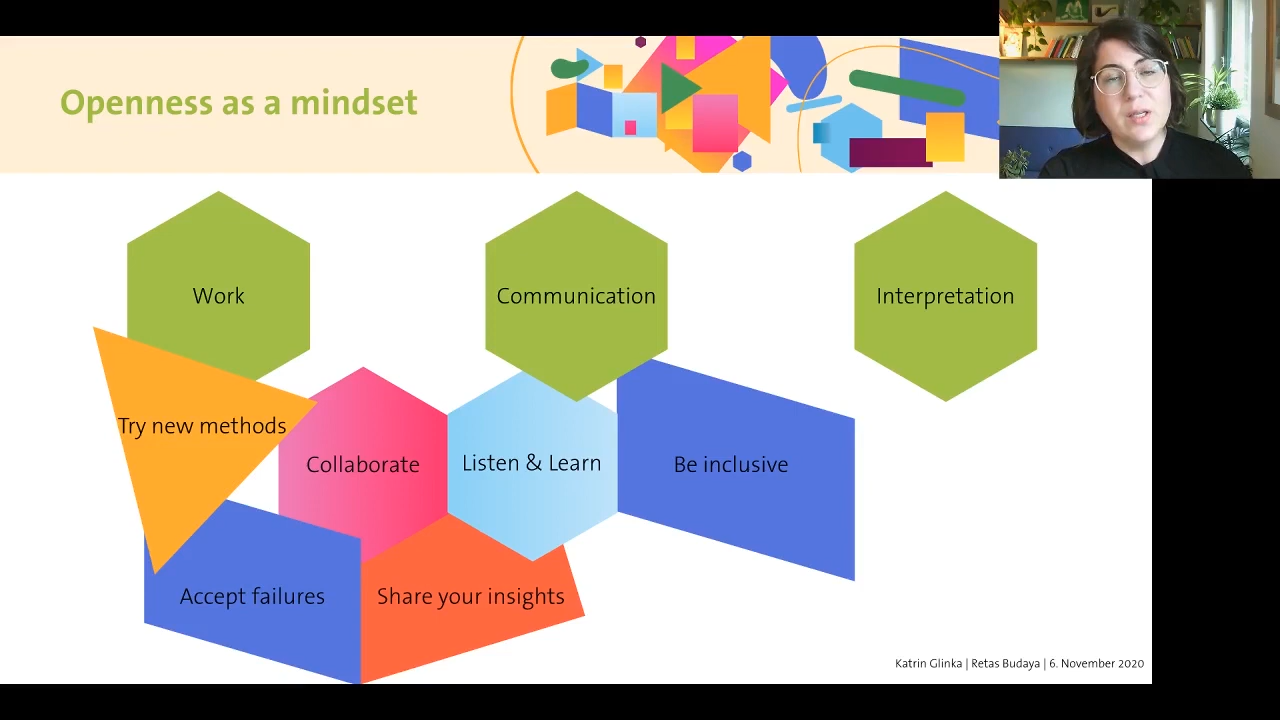 Openness as a mindset
Work
Communication
Interpretation
Try new methods
Collaborate
Listen & Learn
Be inclusive
Accept failures
Share your insights
Katrin Glinka | Retas Budaya | 6. November 2020